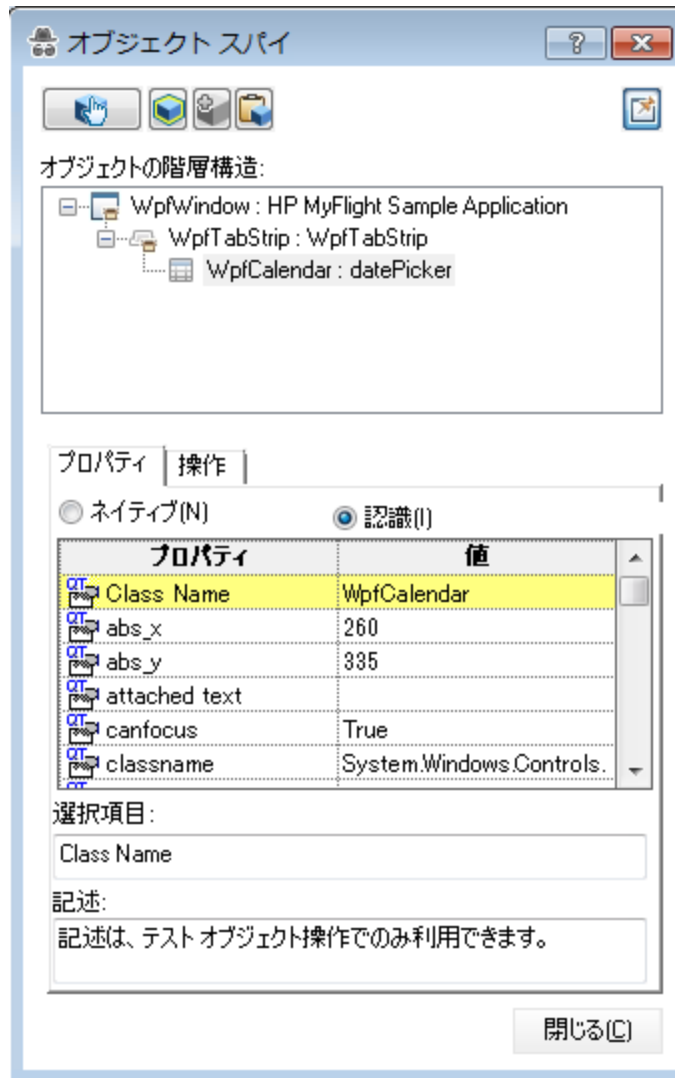 オブジェクト スパイ
オブジェクトの階層構造:
WpfWindow : HP MyFlight Sample Application
WpfTabStrip : WpfTabStrip
WpfCalendar : datePicker
プロパティ 操作
ネイティブ(N) 認識(I)
プロパティ 値
Class Name WpfCalendar
abs_x 260
abs_y 335
attached text
canfocus True
classname System.Windows.Controls.
選択項目:
Class Name
記述:
記述は、テスト オブジェクト操作でのみ利用できます。
閉じる(C)